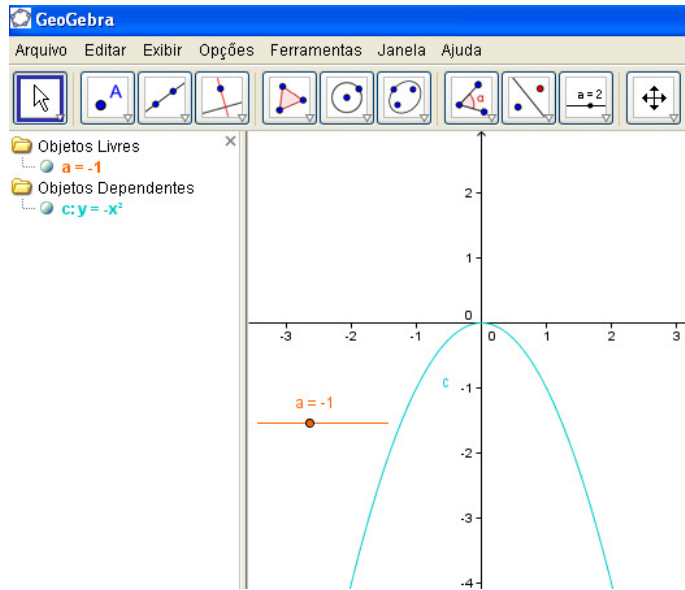 GeoGebra
Arquivo Editar Exibir Opções Ferramentas Janela Ajuda
A
α
a = 2
Objetos Livres
a = -1
Objetos Dependentes
c: y = -x²
2
1
0
-3 -2 -1 0 1 2 3
c
-1
a = -1
-2
-3
-4